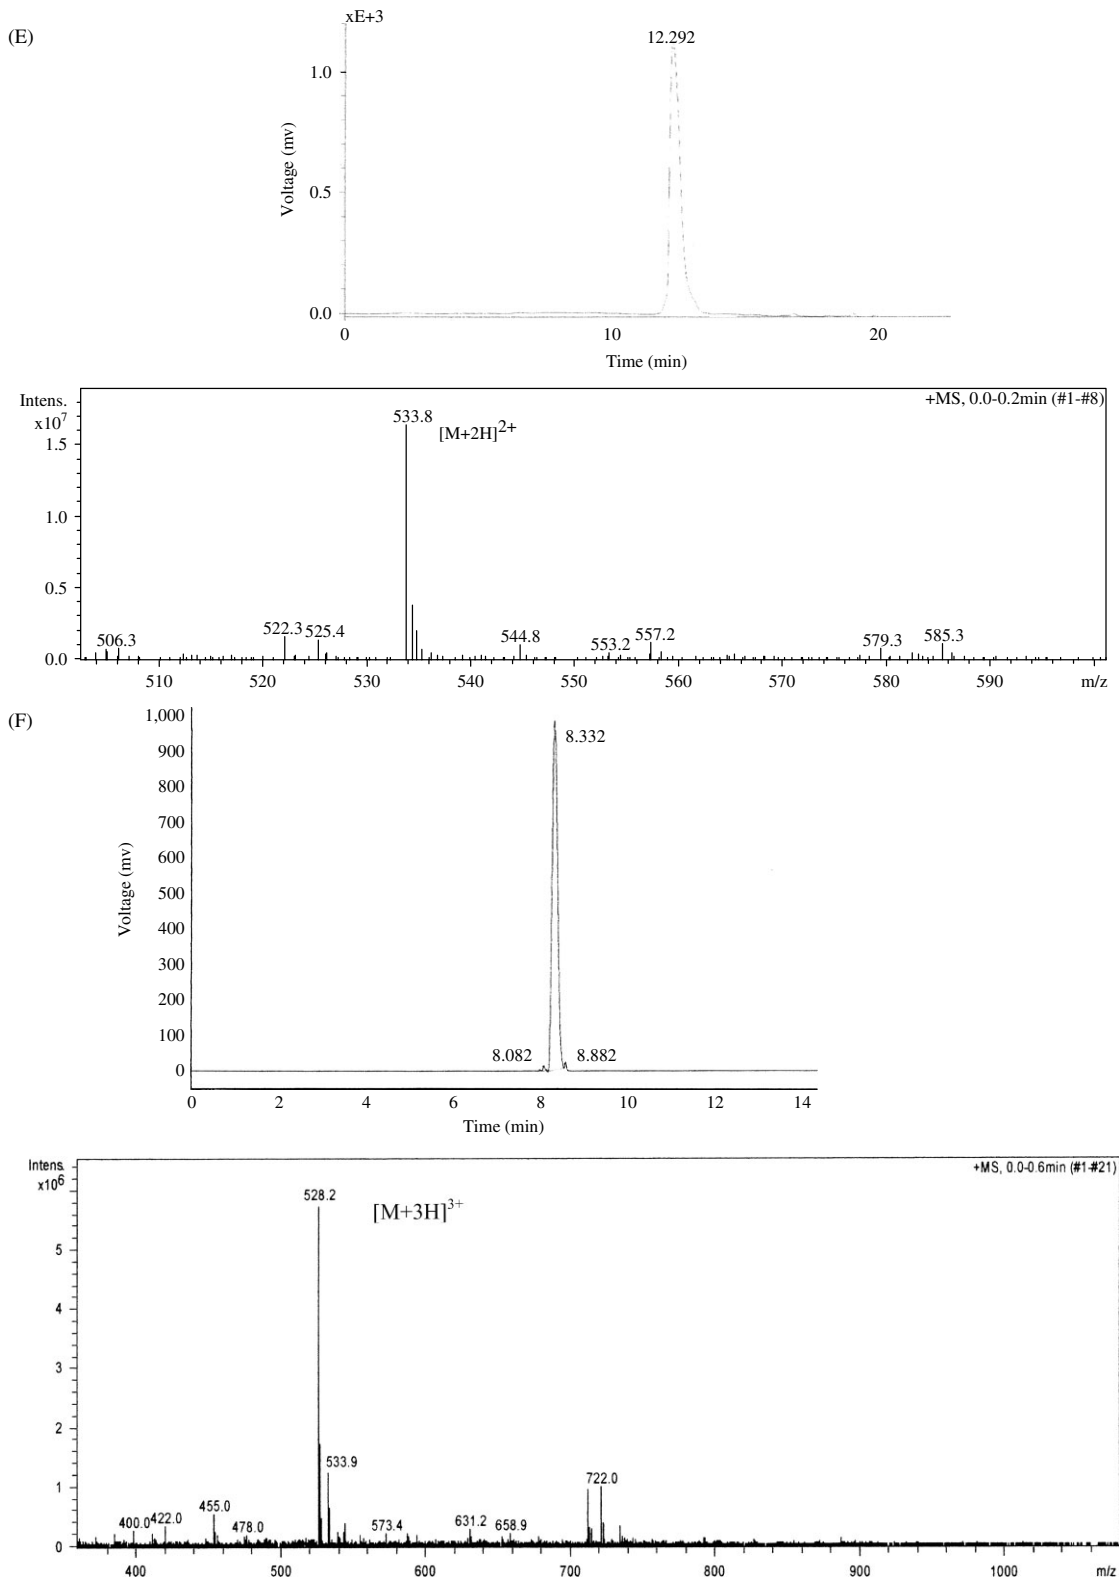 (E)
xE+3
12.292
1.0
0.5
0.0
Voltage (mv)
0 10 20
Time (min)
Intens.
x10⁷
+MS, 0.0-0.2min (#1-#8)
533.8
[M+2H]²⁺
1.5
1.0
0.5
0.0
506.3 522.3 525.4 544.8 553.2 557.2 579.3 585.3
510 520 530 540 550 560 570 580 590 m/z
(F)
1,000
900
800
700
600
500
400
300
200
100
0
Voltage (mv)
8.332
8.082 8.882
0 2 4 6 8 10 12 14
Time (min)
Intens.
x10⁶
+MS, 0.0-0.6min (#1-#21)
528.2
[M+3H]³⁺
5
4
3
2
1
0
533.9
400.0 422.0 455.0 478.0 573.4 631.2 658.9 722.0
400 500 600 700 800 900 1000 m/z